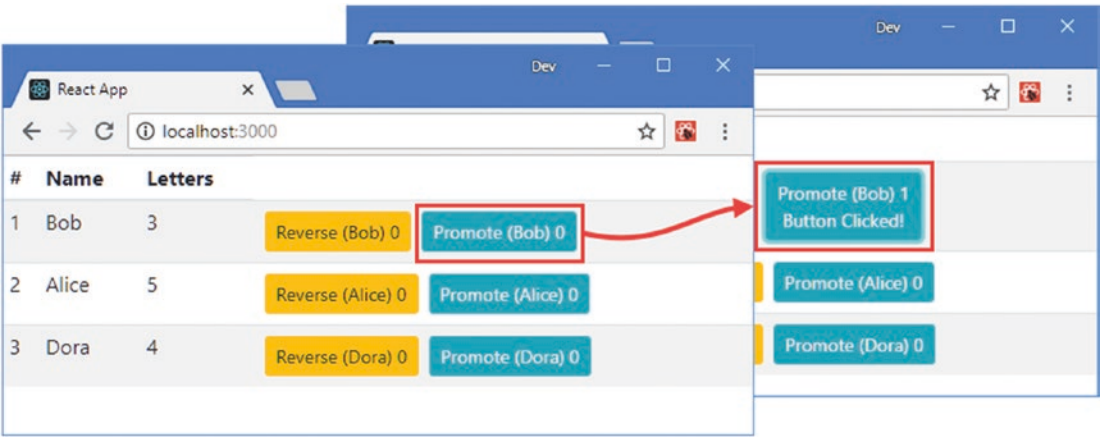 Dev
Dev
React App
localhost:3000
# Name Letters
1 Bob 3 Reverse (Bob) 0 Promote (Bob) 0
2 Alice 5 Reverse (Alice) 0 Promote (Alice) 0
3 Dora 4 Reverse (Dora) 0 Promote (Dora) 0
Promote (Bob) 1
Button Clicked!
Promote (Alice) 0
Promote (Dora) 0